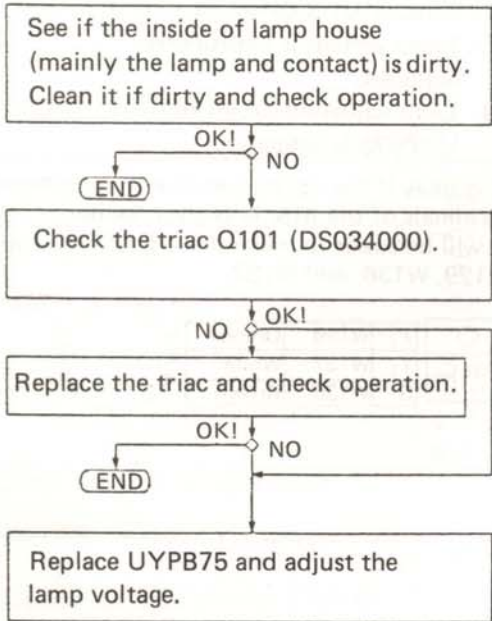 See if the inside of lamp house
(mainly the lamp and contact) is dirty.
Clean it if dirty and check operation.
OK!
NO
END
Check the triac Q101 (DS034000).
NO OK!
Replace the triac and check operation.
OK!
NO
END
Replace UYPB75 and adjust the
lamp voltage.